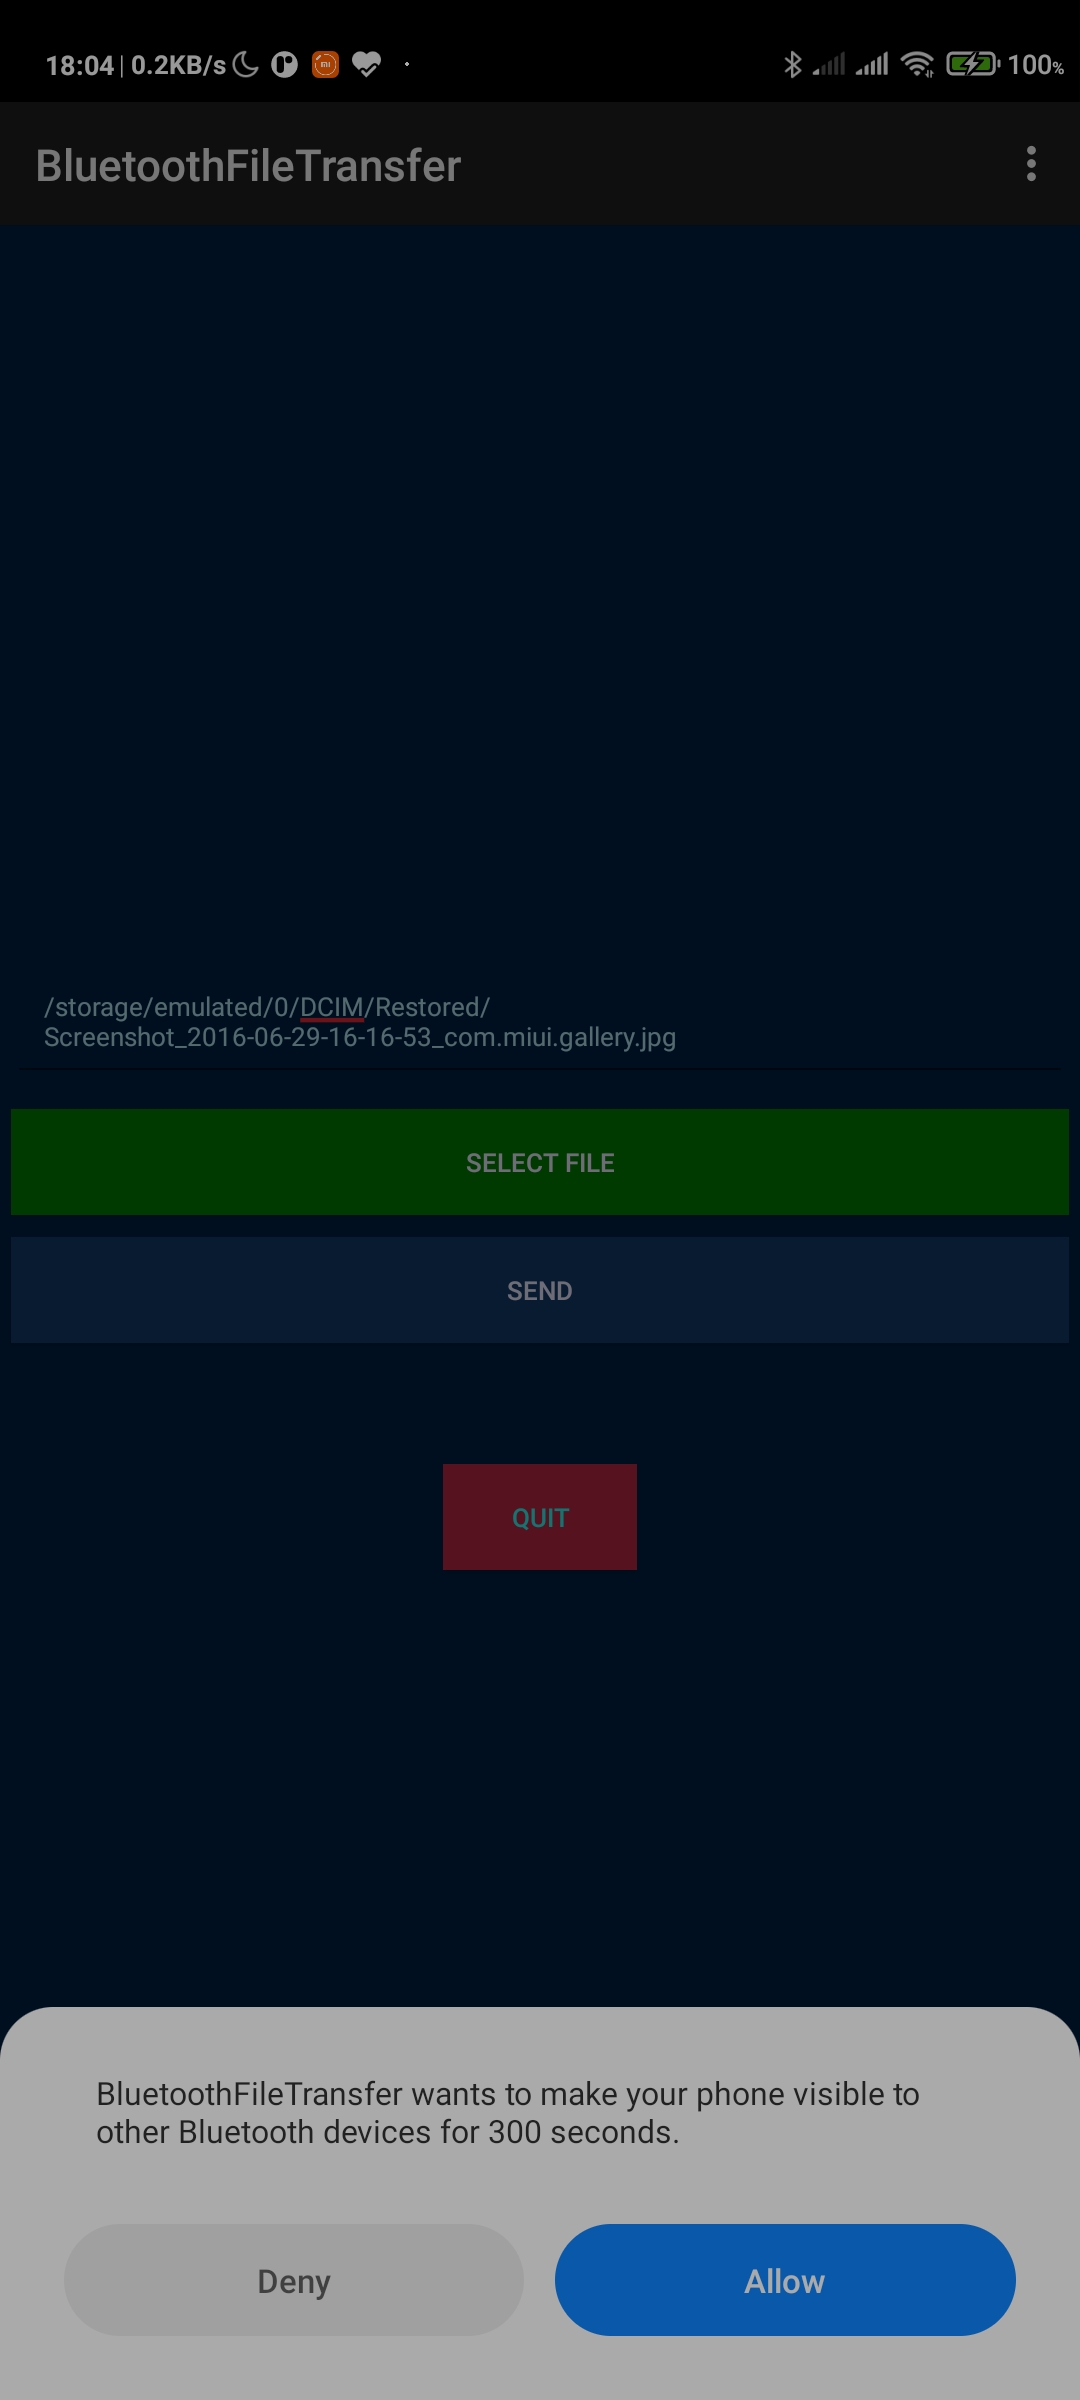 18:04 | 0.2KB/s 100%
BluetoothFileTransfer
/storage/emulated/0/DCIM/Restored/
Screenshot_2016-06-29-16-16-53_com.miui.gallery.jpg
SELECT FILE
SEND
QUIT
BluetoothFileTransfer wants to make your phone visible to
other Bluetooth devices for 300 seconds.
Deny Allow